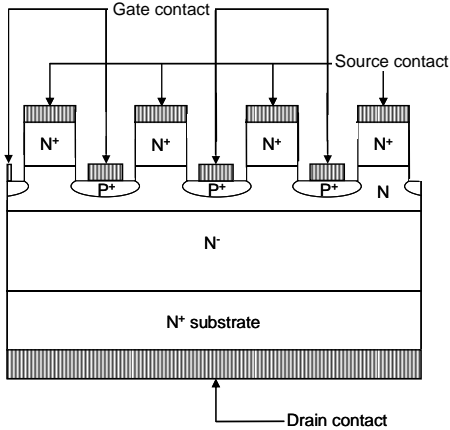 Gate contact
Source contact
N⁺ N⁺ N⁺ N⁺
P⁺ P⁺ P⁺ N
N⁻
N⁺ substrate
Drain contact